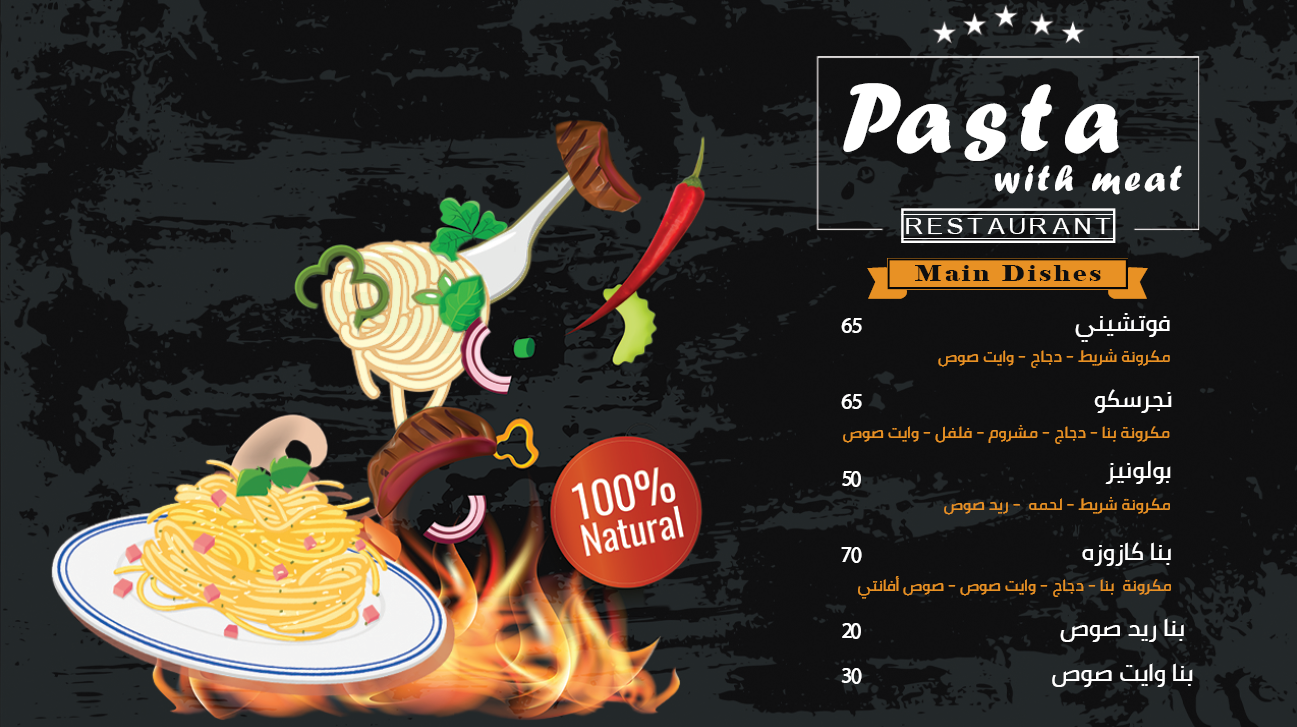 Pasta
with meat
RESTAURANT
Main Dishes
فوتشيني 65
مكرونة شريط - دجاج - وايت صوص
نجرسكو 65
مكرونة بنا - دجاج - مشروم - فلفل - وايت صوص
بولونيز 50
مكرونة شريط - لحمه - ريد صوص
بنا كازوزه 70
مكرونة بنا - دجاج - وايت صوص - صوص أفانتي
بنا ريد صوص 20
بنا وايت صوص 30
100%
Natural